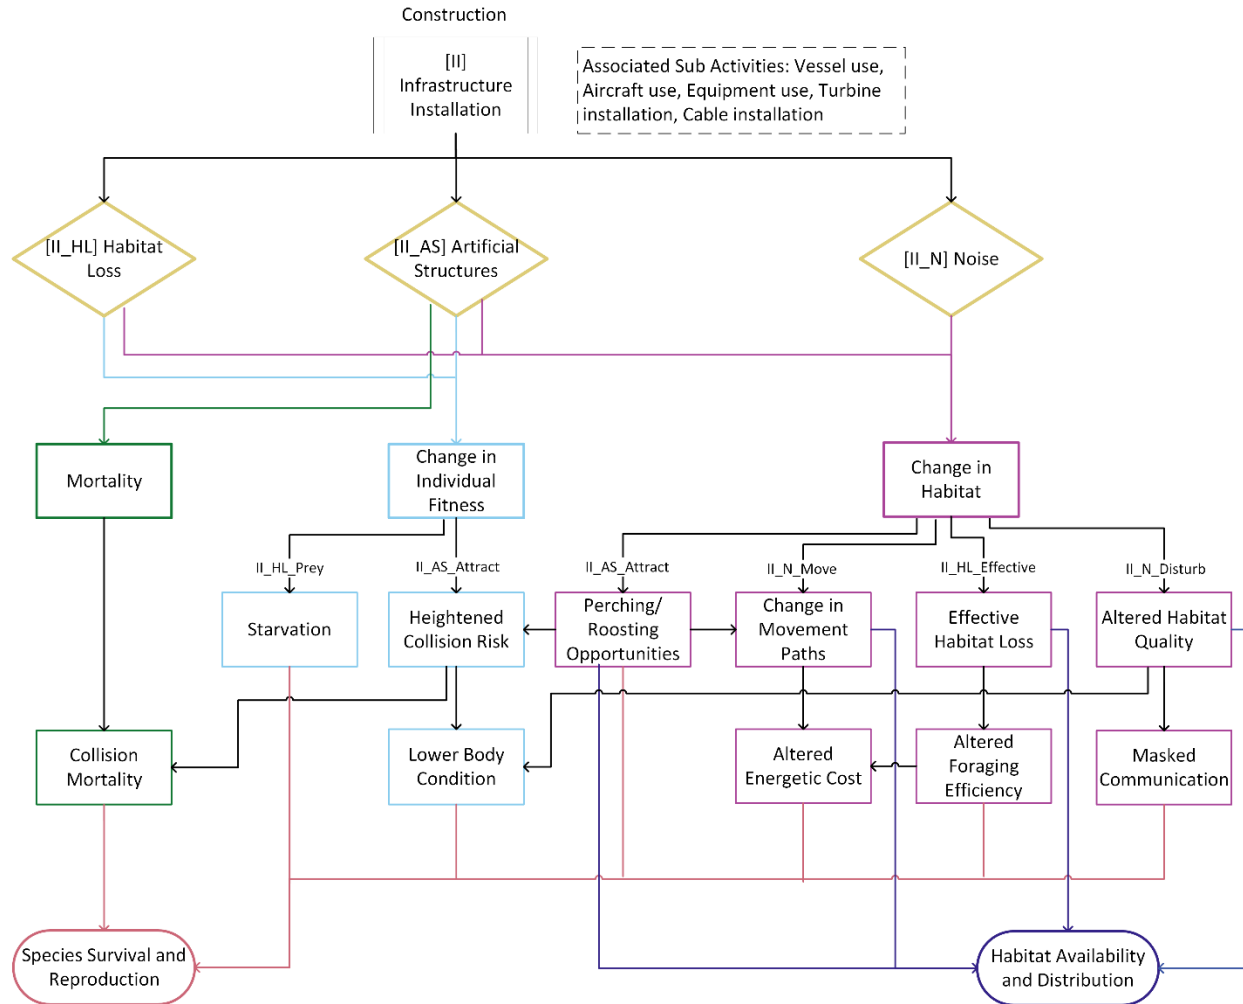 Construction
[II]
Infrastructure
Installation
Associated Sub Activities: Vessel use,
Aircraft use, Equipment use, Turbine
installation, Cable installation
[II_HL] Habitat
Loss
[II_AS] Artificial
Structures
[II_N] Noise
Mortality
Change in
Individual
Fitness
Change in
Habitat
II_HL_Prey
II_AS_Attract
II_AS_Attract
II_N_Move
II_HL_Effective
II_N_Disturb
Starvation
Heightened
Collision Risk
Perching/
Roosting
Opportunities
Change in
Movement
Paths
Effective
Habitat Loss
Altered Habitat
Quality
Collision
Mortality
Lower Body
Condition
Altered
Energetic Cost
Altered
Foraging
Efficiency
Masked
Communication
Species Survival and
Reproduction
Habitat Availability
and Distribution